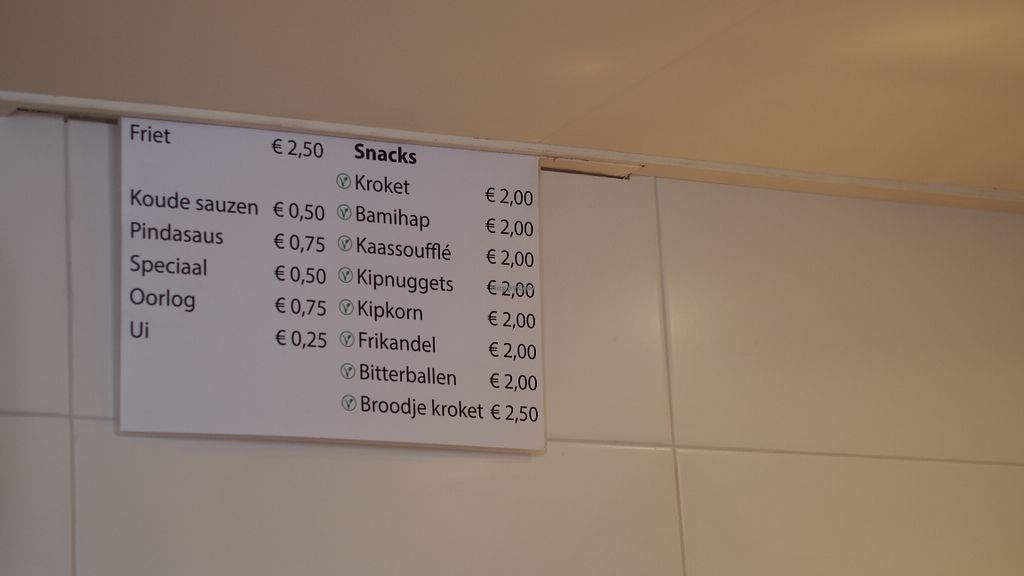 Friet € 2,50
Koude sauzen € 0,50
Pindasaus € 0,75
Speciaal € 0,50
Oorlog € 0,75
Ui € 0,25
Snacks
Kroket € 2,00
Bamihap € 2,00
Kaassoufflé € 2,00
Kipnuggets € 2,00
Kipkorn € 2,00
Frikandel € 2,00
Bitterballen € 2,00
Broodje kroket € 2,50